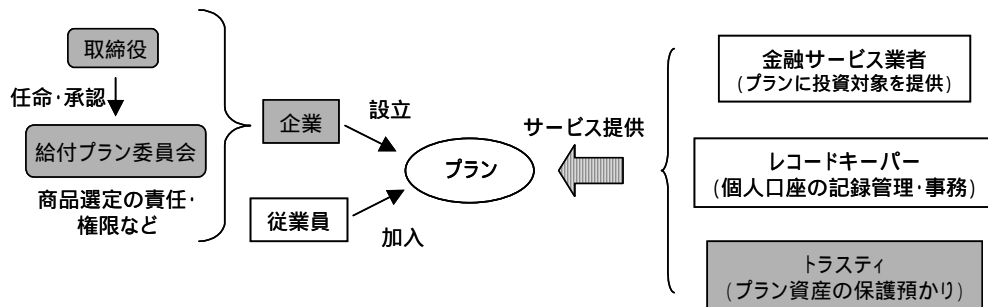 取締役
任命・承認
給付プラン委員会
商品選定の責任・
権限など
企業
設立
従業員
加入
プラン
サービス提供
金融サービス業者
(プランに投資対象を提供)
レコードキーパー
(個人口座の記録管理・事務)
トラスティ
(プラン資産の保護預かり)